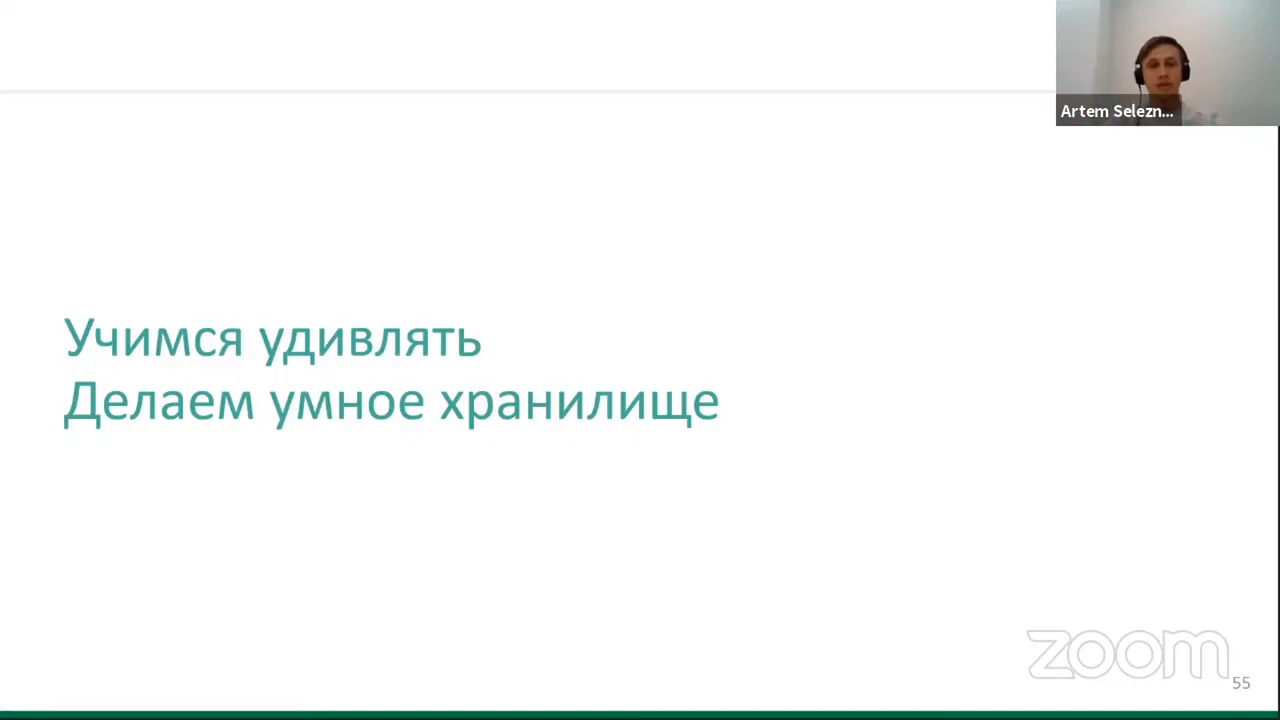 Artem Selezn...
Учимся удивлять
Делаем умное хранилище
zoom
55